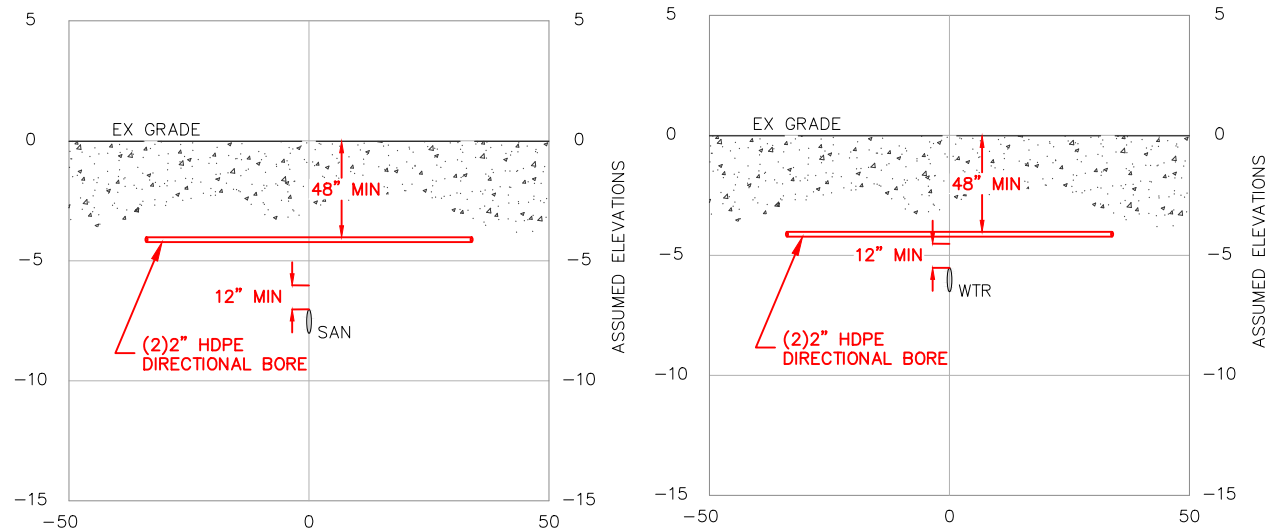 5
5
EX GRADE
0
0
48” MIN
ASSUMED ELEVATIONS
−5
−5
12” MIN
SAN
(2)2” HDPE
DIRECTIONAL BORE
−10
−10
−15
−15
−50
0
50
5
5
EX GRADE
0
0
48” MIN
ASSUMED ELEVATIONS
−5
−5
12” MIN
WTR
(2)2” HDPE
DIRECTIONAL BORE
−10
−10
−15
−15
−50
0
50